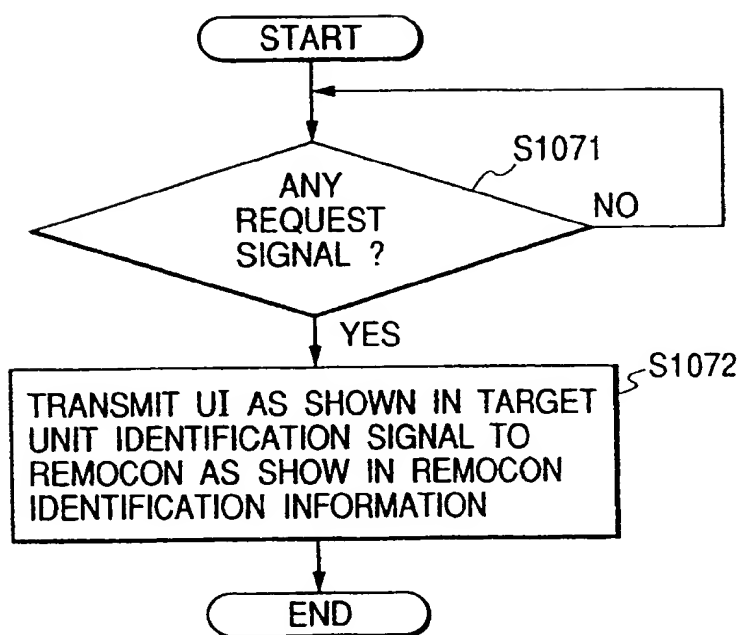 START
S1071
ANY
REQUEST
SIGNAL ?
NO
YES
S1072
TRANSMIT UI AS SHOWN IN TARGET
UNIT IDENTIFICATION SIGNAL TO
REMOCON AS SHOW IN REMOCON
IDENTIFICATION INFORMATION
END